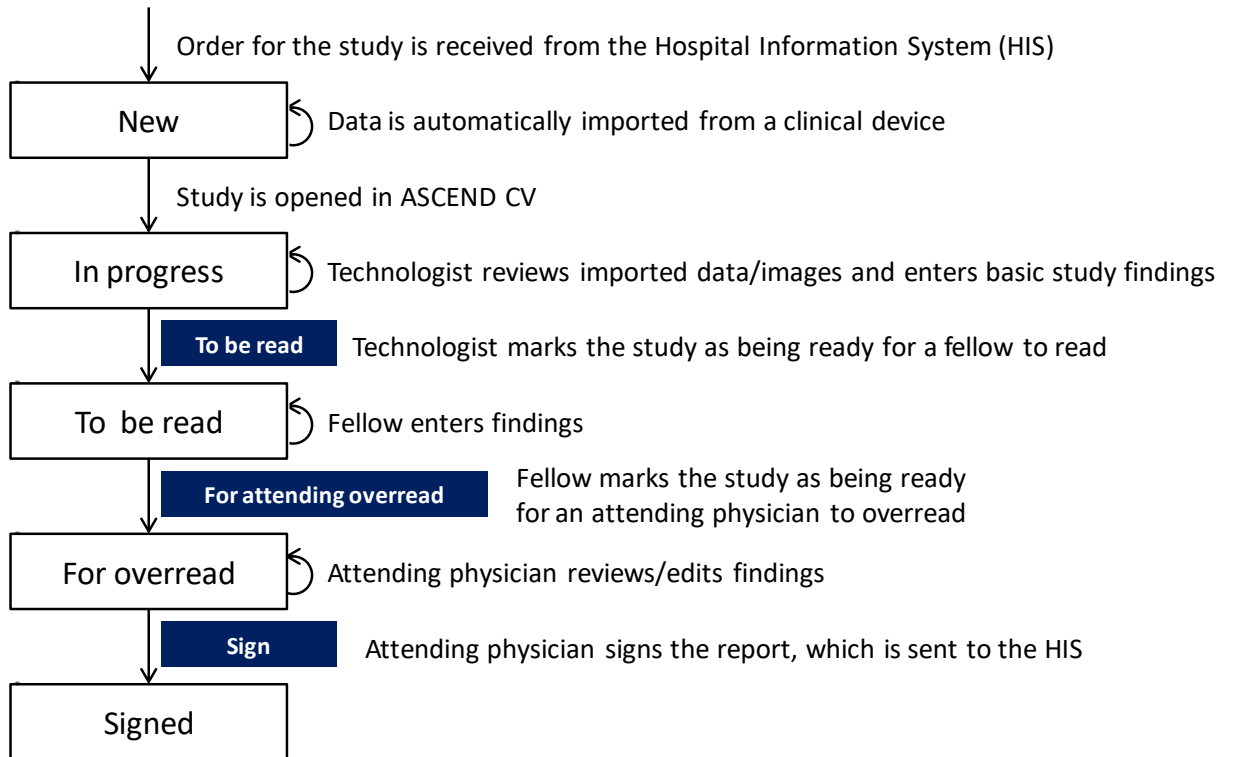 Order for the study is received from the Hospital Information System (HIS)
New
Data is automatically imported from a clinical device
Study is opened in ASCEND CV
In progress
Technologist reviews imported data/images and enters basic study findings
To be read
Technologist marks the study as being ready for a fellow to read
To be read
Fellow enters findings
For attending overread
Fellow marks the study as being ready
for an attending physician to overread
For overread
Attending physician reviews/edits findings
Sign
Attending physician signs the report, which is sent to the HIS
Signed